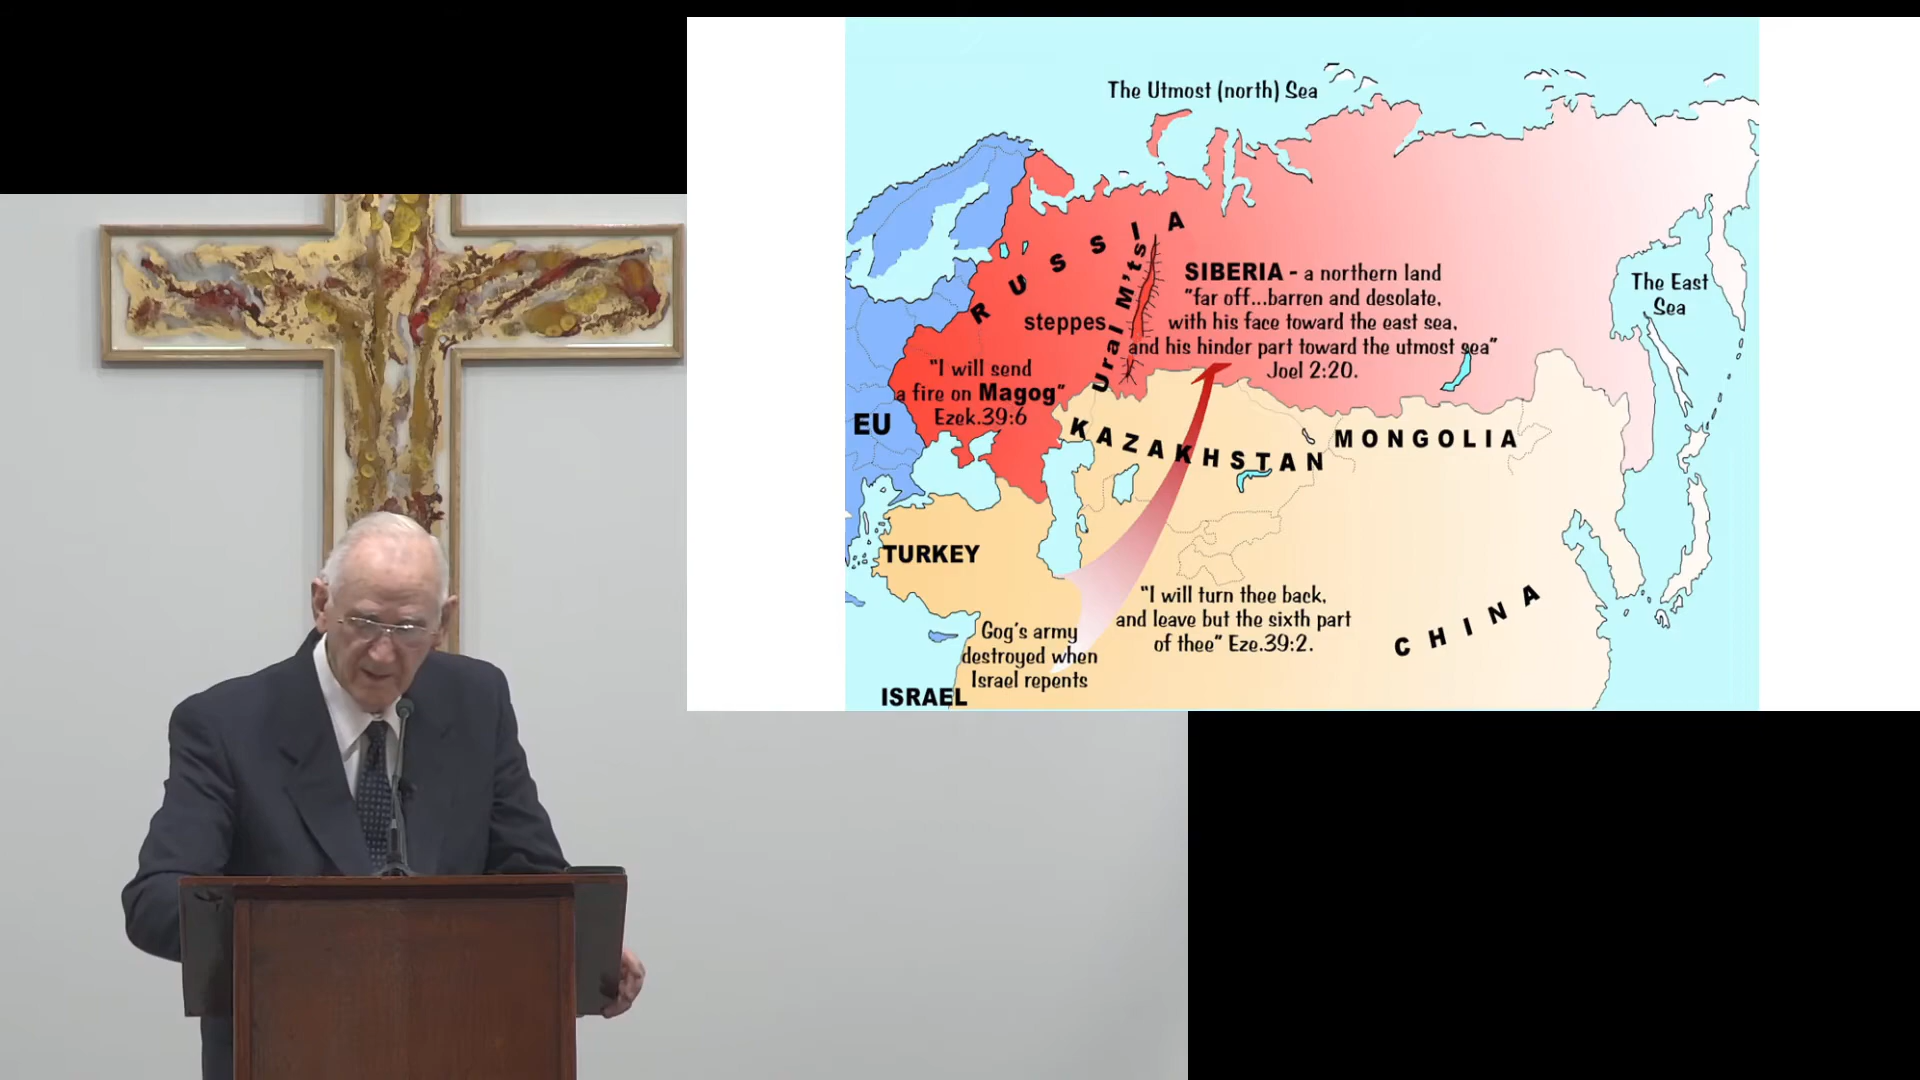 The Utmost (north) Sea
RUSSIA
Ural M'ts
steppes
SIBERIA - a northern land
"far off...barren and desolate,
with his face toward the east sea,
and his hinder part toward the utmost sea"
Joel 2:20.
The East
Sea
"I will send
a fire on Magog"
Ezek.39:6
EU
KAZAKHSTAN
MONGOLIA
TURKEY
"I will turn thee back,
and leave but the sixth part
of thee" Eze.39:2.
CHINA
Gog's army
destroyed when
Israel repents
ISRAEL